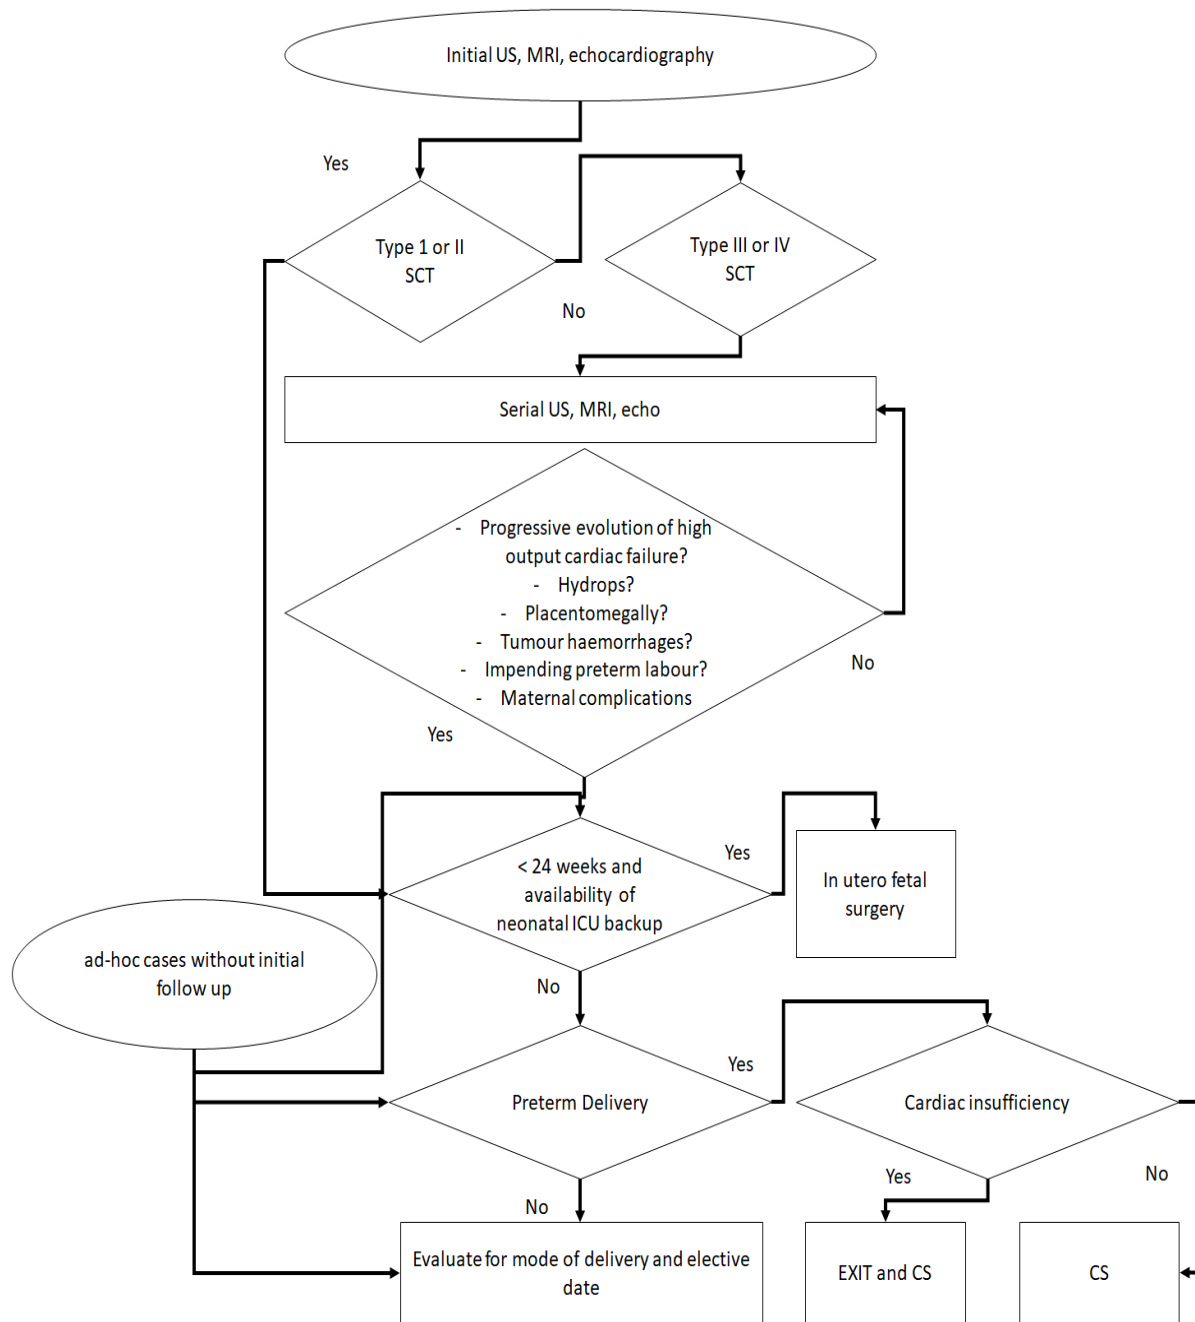 Initial US, MRI, echocardiography
Yes
Type 1 or II
SCT
Type III or IV
SCT
No
Serial US, MRI, echo
- Progressive evolution of high
output cardiac failure?
- Hydrops?
- Placentomegally?
- Tumour haemorrhages?
- Impending preterm labour?
- Maternal complications
No
Yes
< 24 weeks and
availability of
neonatal ICU backup
Yes
In utero fetal
surgery
ad-hoc cases without initial
follow up
No
Preterm Delivery
Yes
Cardiac insufficiency
Yes
No
No
Evaluate for mode of delivery and elective
date
EXIT and CS
CS